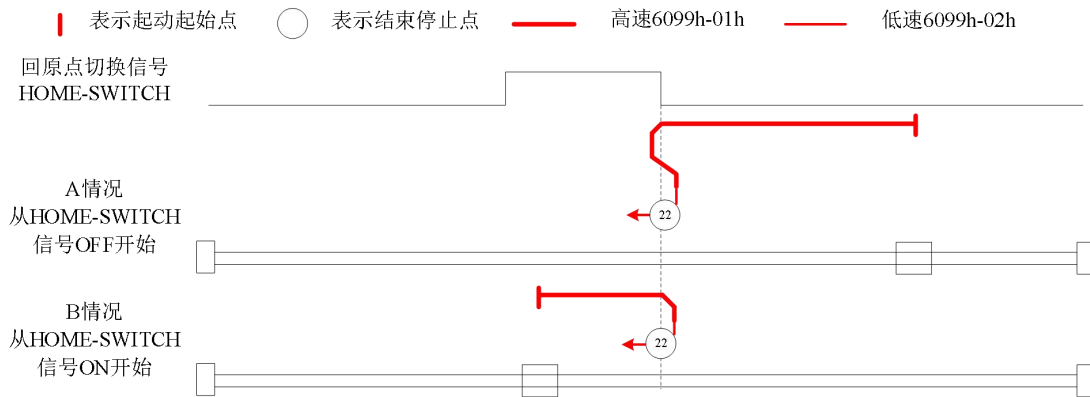 表示起动起始点 表示结束停止点 高速6099h-01h 低速6099h-02h
回原点切换信号
HOME-SWITCH
A情况
从HOME-SWITCH
信号OFF开始
22
B情况
从HOME-SWITCH
信号ON开始
22